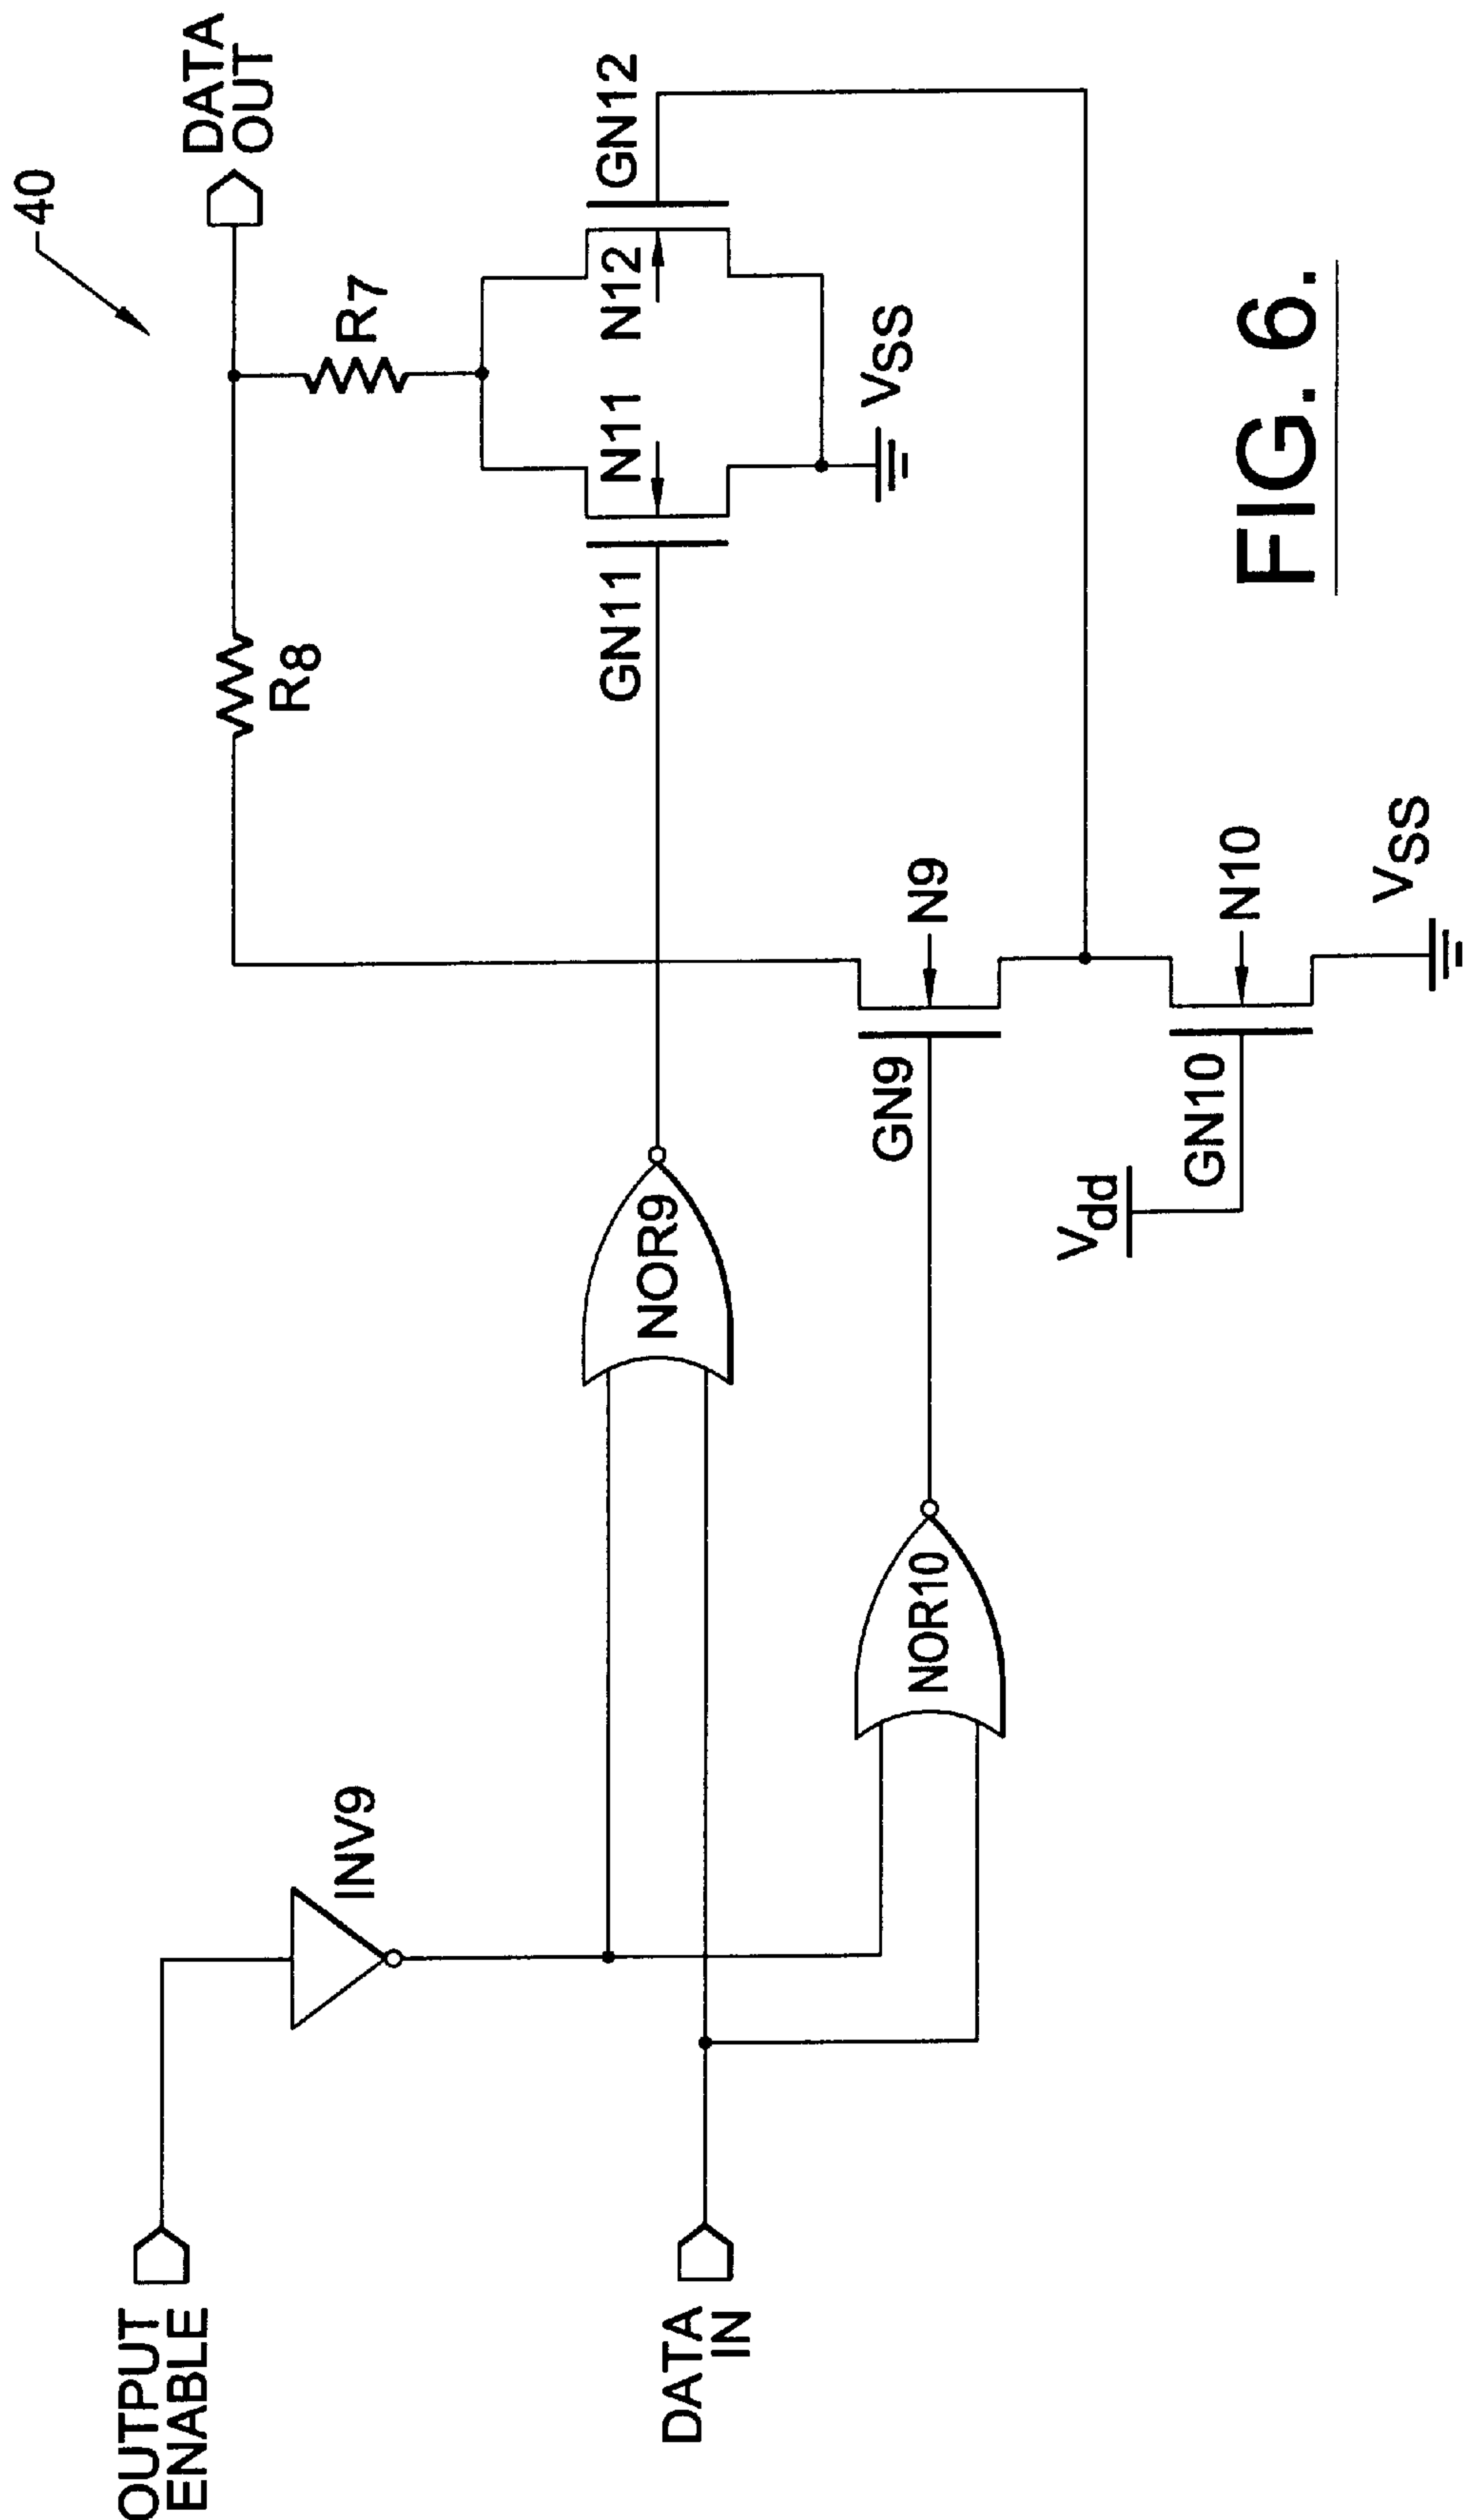 40
DATA
OUT
R8
R7
GN11
N11
N12
GN12
VSS
OUTPUT
ENABLE
INV9
NOR9
DATA
IN
NOR10
GN9
N9
Vdd
GN10
N10
VSS
FIG. 6.